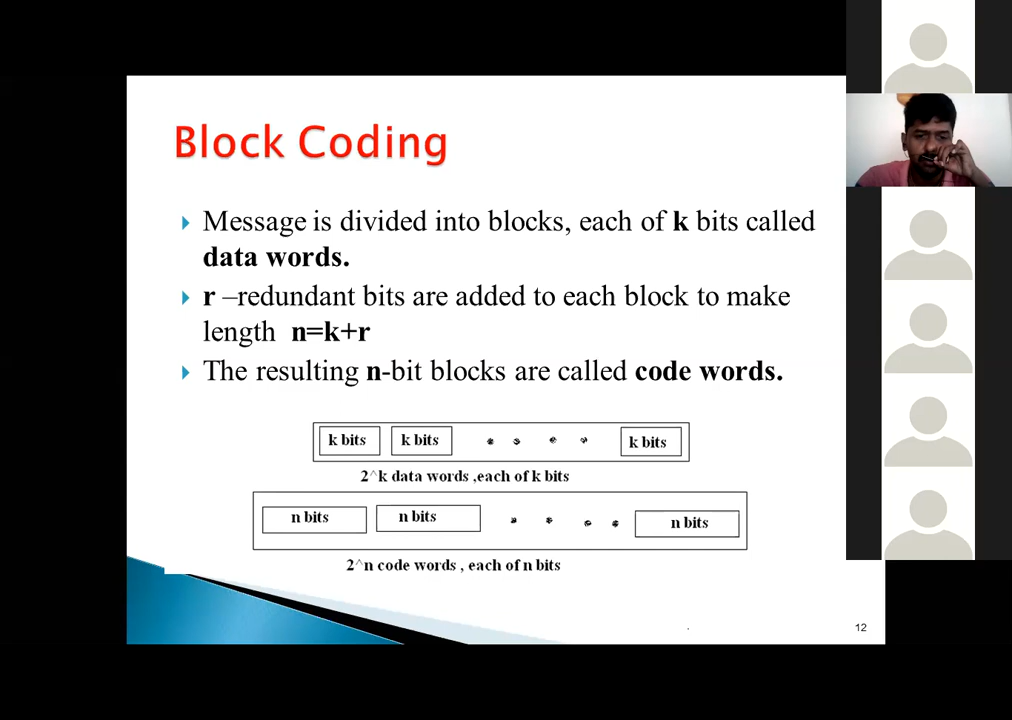 Block Coding
Message is divided into blocks, each of k bits called
data words.
r –redundant bits are added to each block to make
length n=k+r
The resulting n-bit blocks are called code words.
k bits k bits k bits
2^k data words ,each of k bits
n bits n bits n bits
2^n code words , each of n bits
12